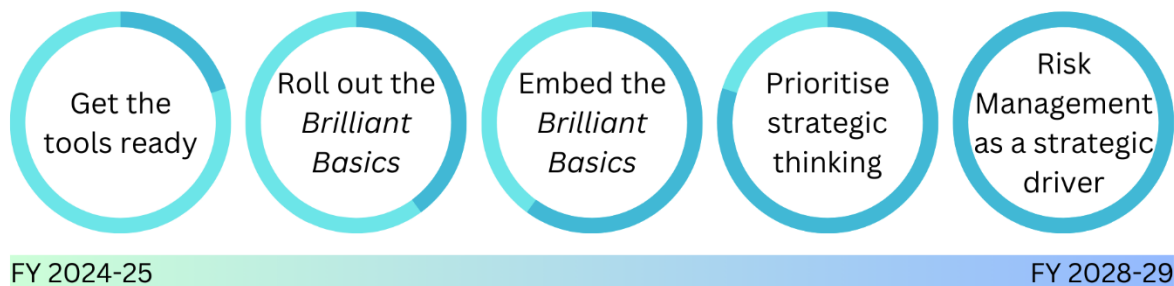 Get the
tools ready
Roll out the
Brilliant
Basics
Embed the
Brilliant
Basics
Prioritise
strategic
thinking
Risk
Management
as a strategic
driver
FY 2024-25
FY 2028-29